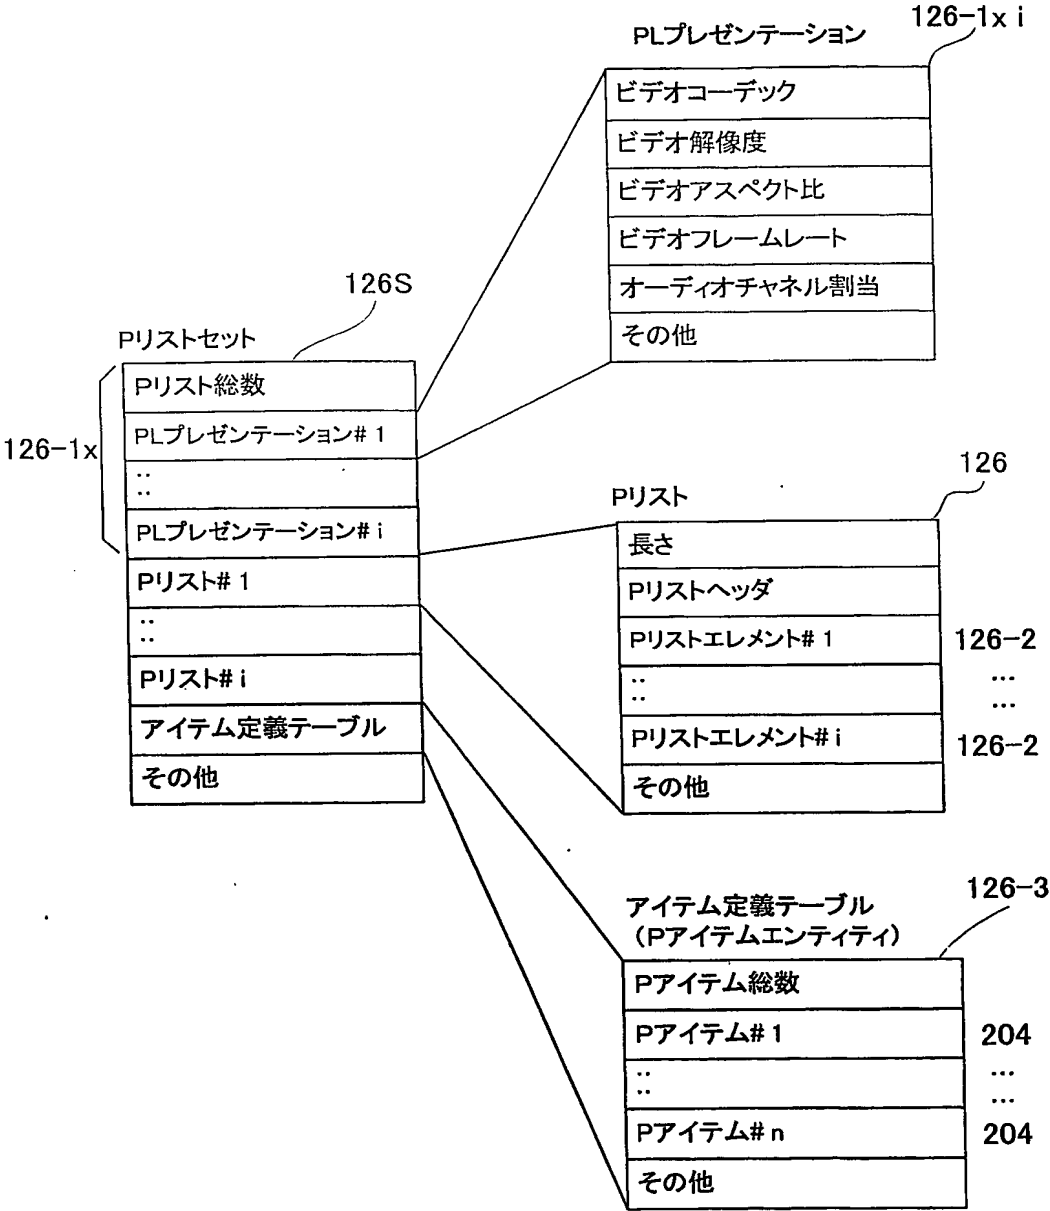 126-1x i
PLプレゼンテーション
ビデオコーデック
ビデオ解像度
ビデオアスペクト比
ビデオフレームレート
オーディオチャネル割当
その他
126S
Pリストセット
Pリスト総数
PLプレゼンテーション#1
::
126-1x
PLプレゼンテーション#i
Pリスト#1
::
Pリスト#i
アイテム定義テーブル
その他
126
Pリスト
長さ
Pリストヘッダ
Pリストエレメント#1 126-2
:: ...
...
Pリストエレメント#i 126-2
その他
126-3
アイテム定義テーブル
(Pアイテムエンティティ)
Pアイテム総数
Pアイテム#1 204
:: ...
...
Pアイテム#n 204
その他